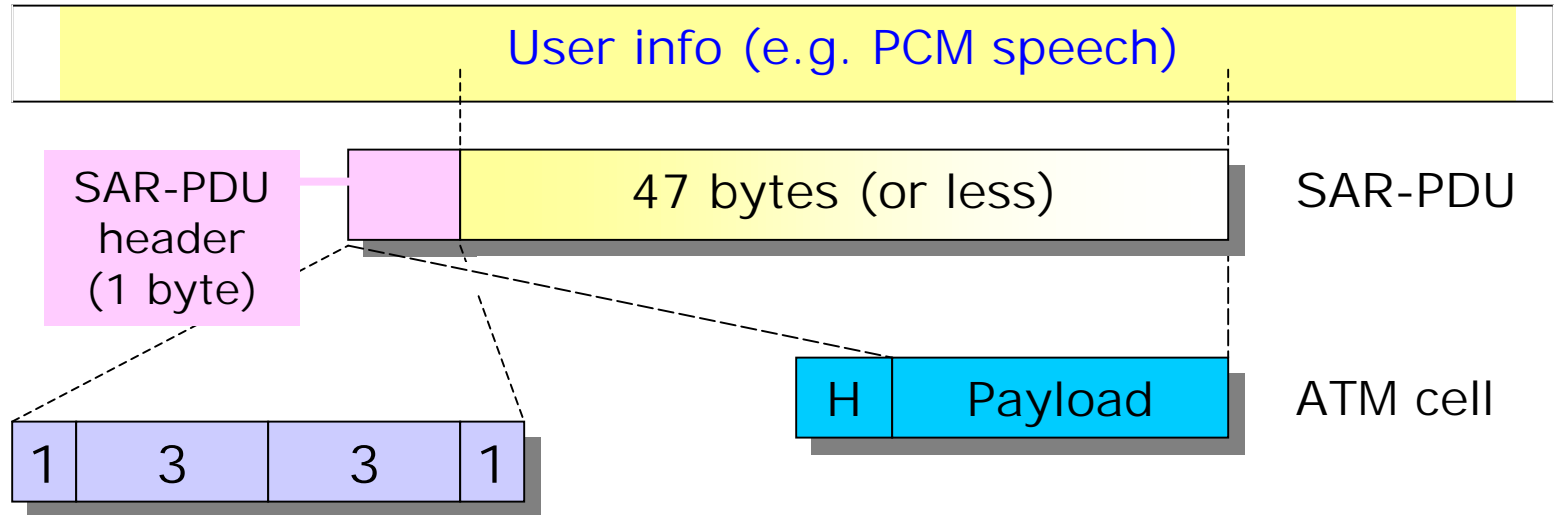 User info (e.g. PCM speech)
SAR-PDU
header
(1 byte)
47 bytes (or less)
SAR-PDU
H
Payload
ATM cell
1
3
3
1